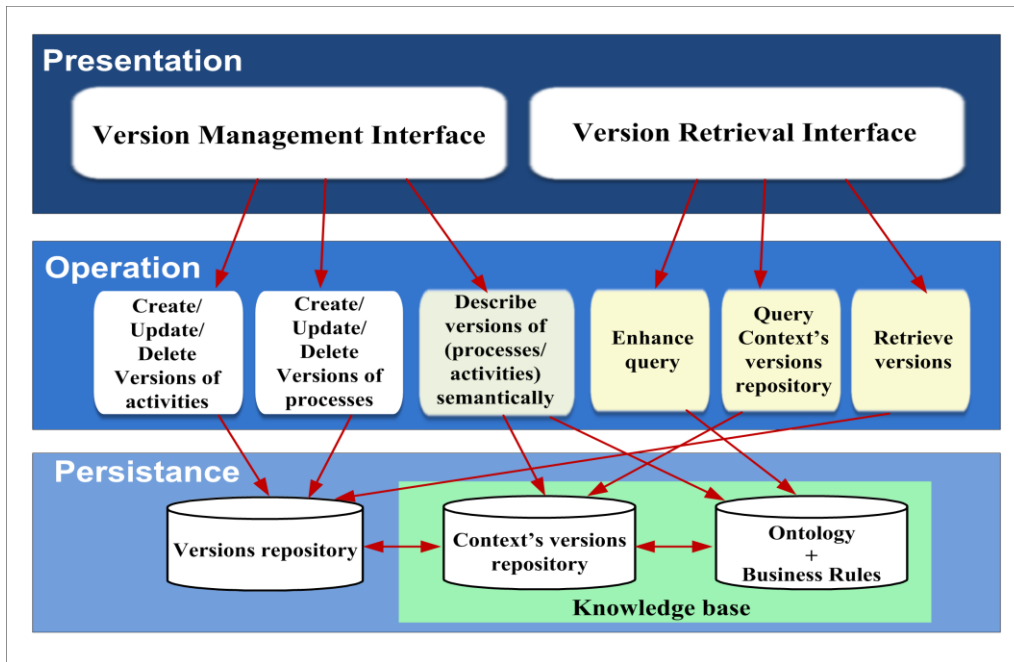 Presentation
Version Management Interface
Version Retrieval Interface
Operation
Create/
Update/
Delete
Versions of
activities
Create/
Update/
Delete
Versions of
processes
Describe
versions of
(processes/
activities)
semantically
Enhance
query
Query
Context's
versions
repository
Retrieve
versions
Persistance
Versions repository
Context's versions
repository
Ontology
+
Business Rules
Knowledge base